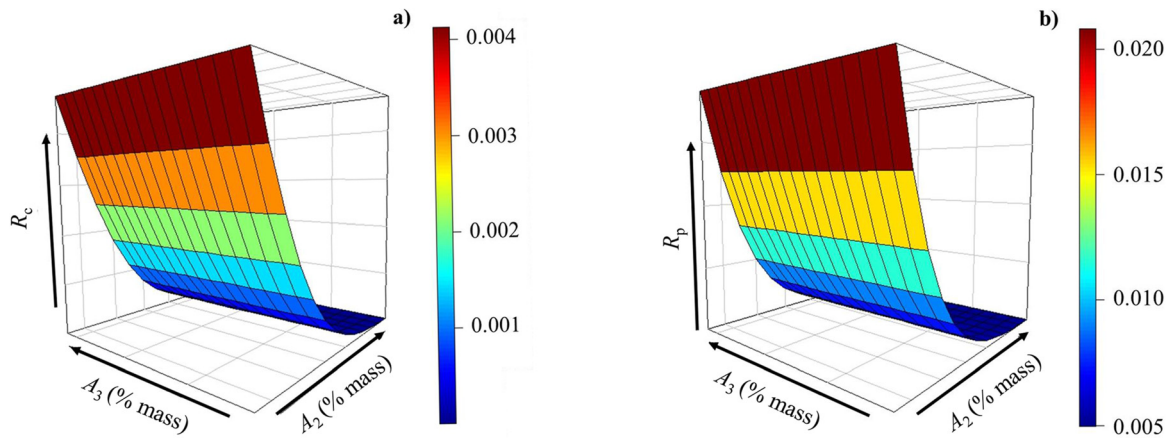 a)
0.004
0.003
0.002
0.001
R_c
A_3 (% mass)
A_2 (% mass)
b)
0.020
0.015
0.010
0.005
R_p
A_3 (% mass)
A_2 (% mass)